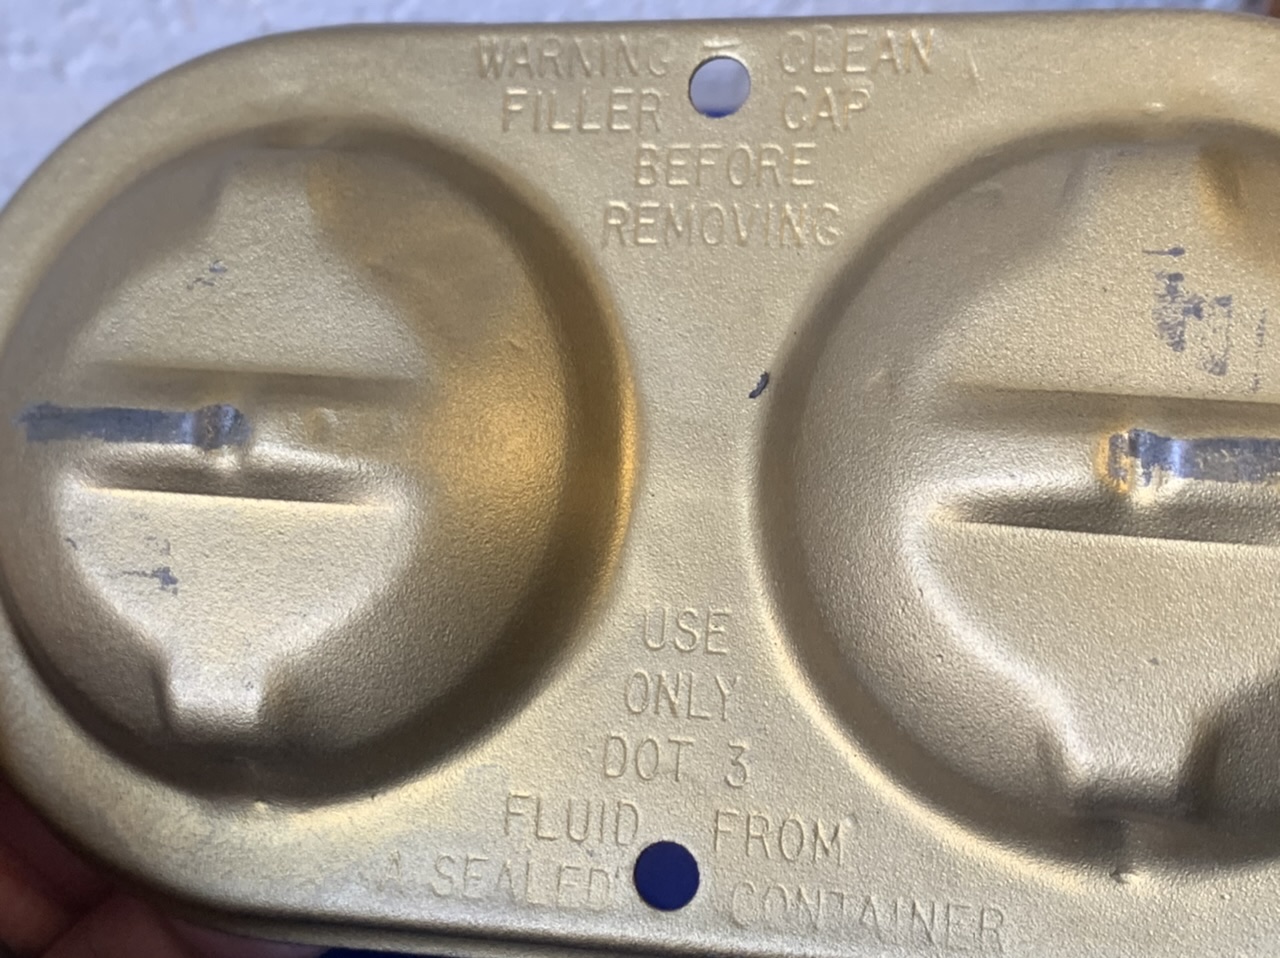 WARNING – CLEAN
FILLER CAP
BEFORE
REMOVING
USE
ONLY
DOT 3
FLUID FROM
A SEALED CONTAINER